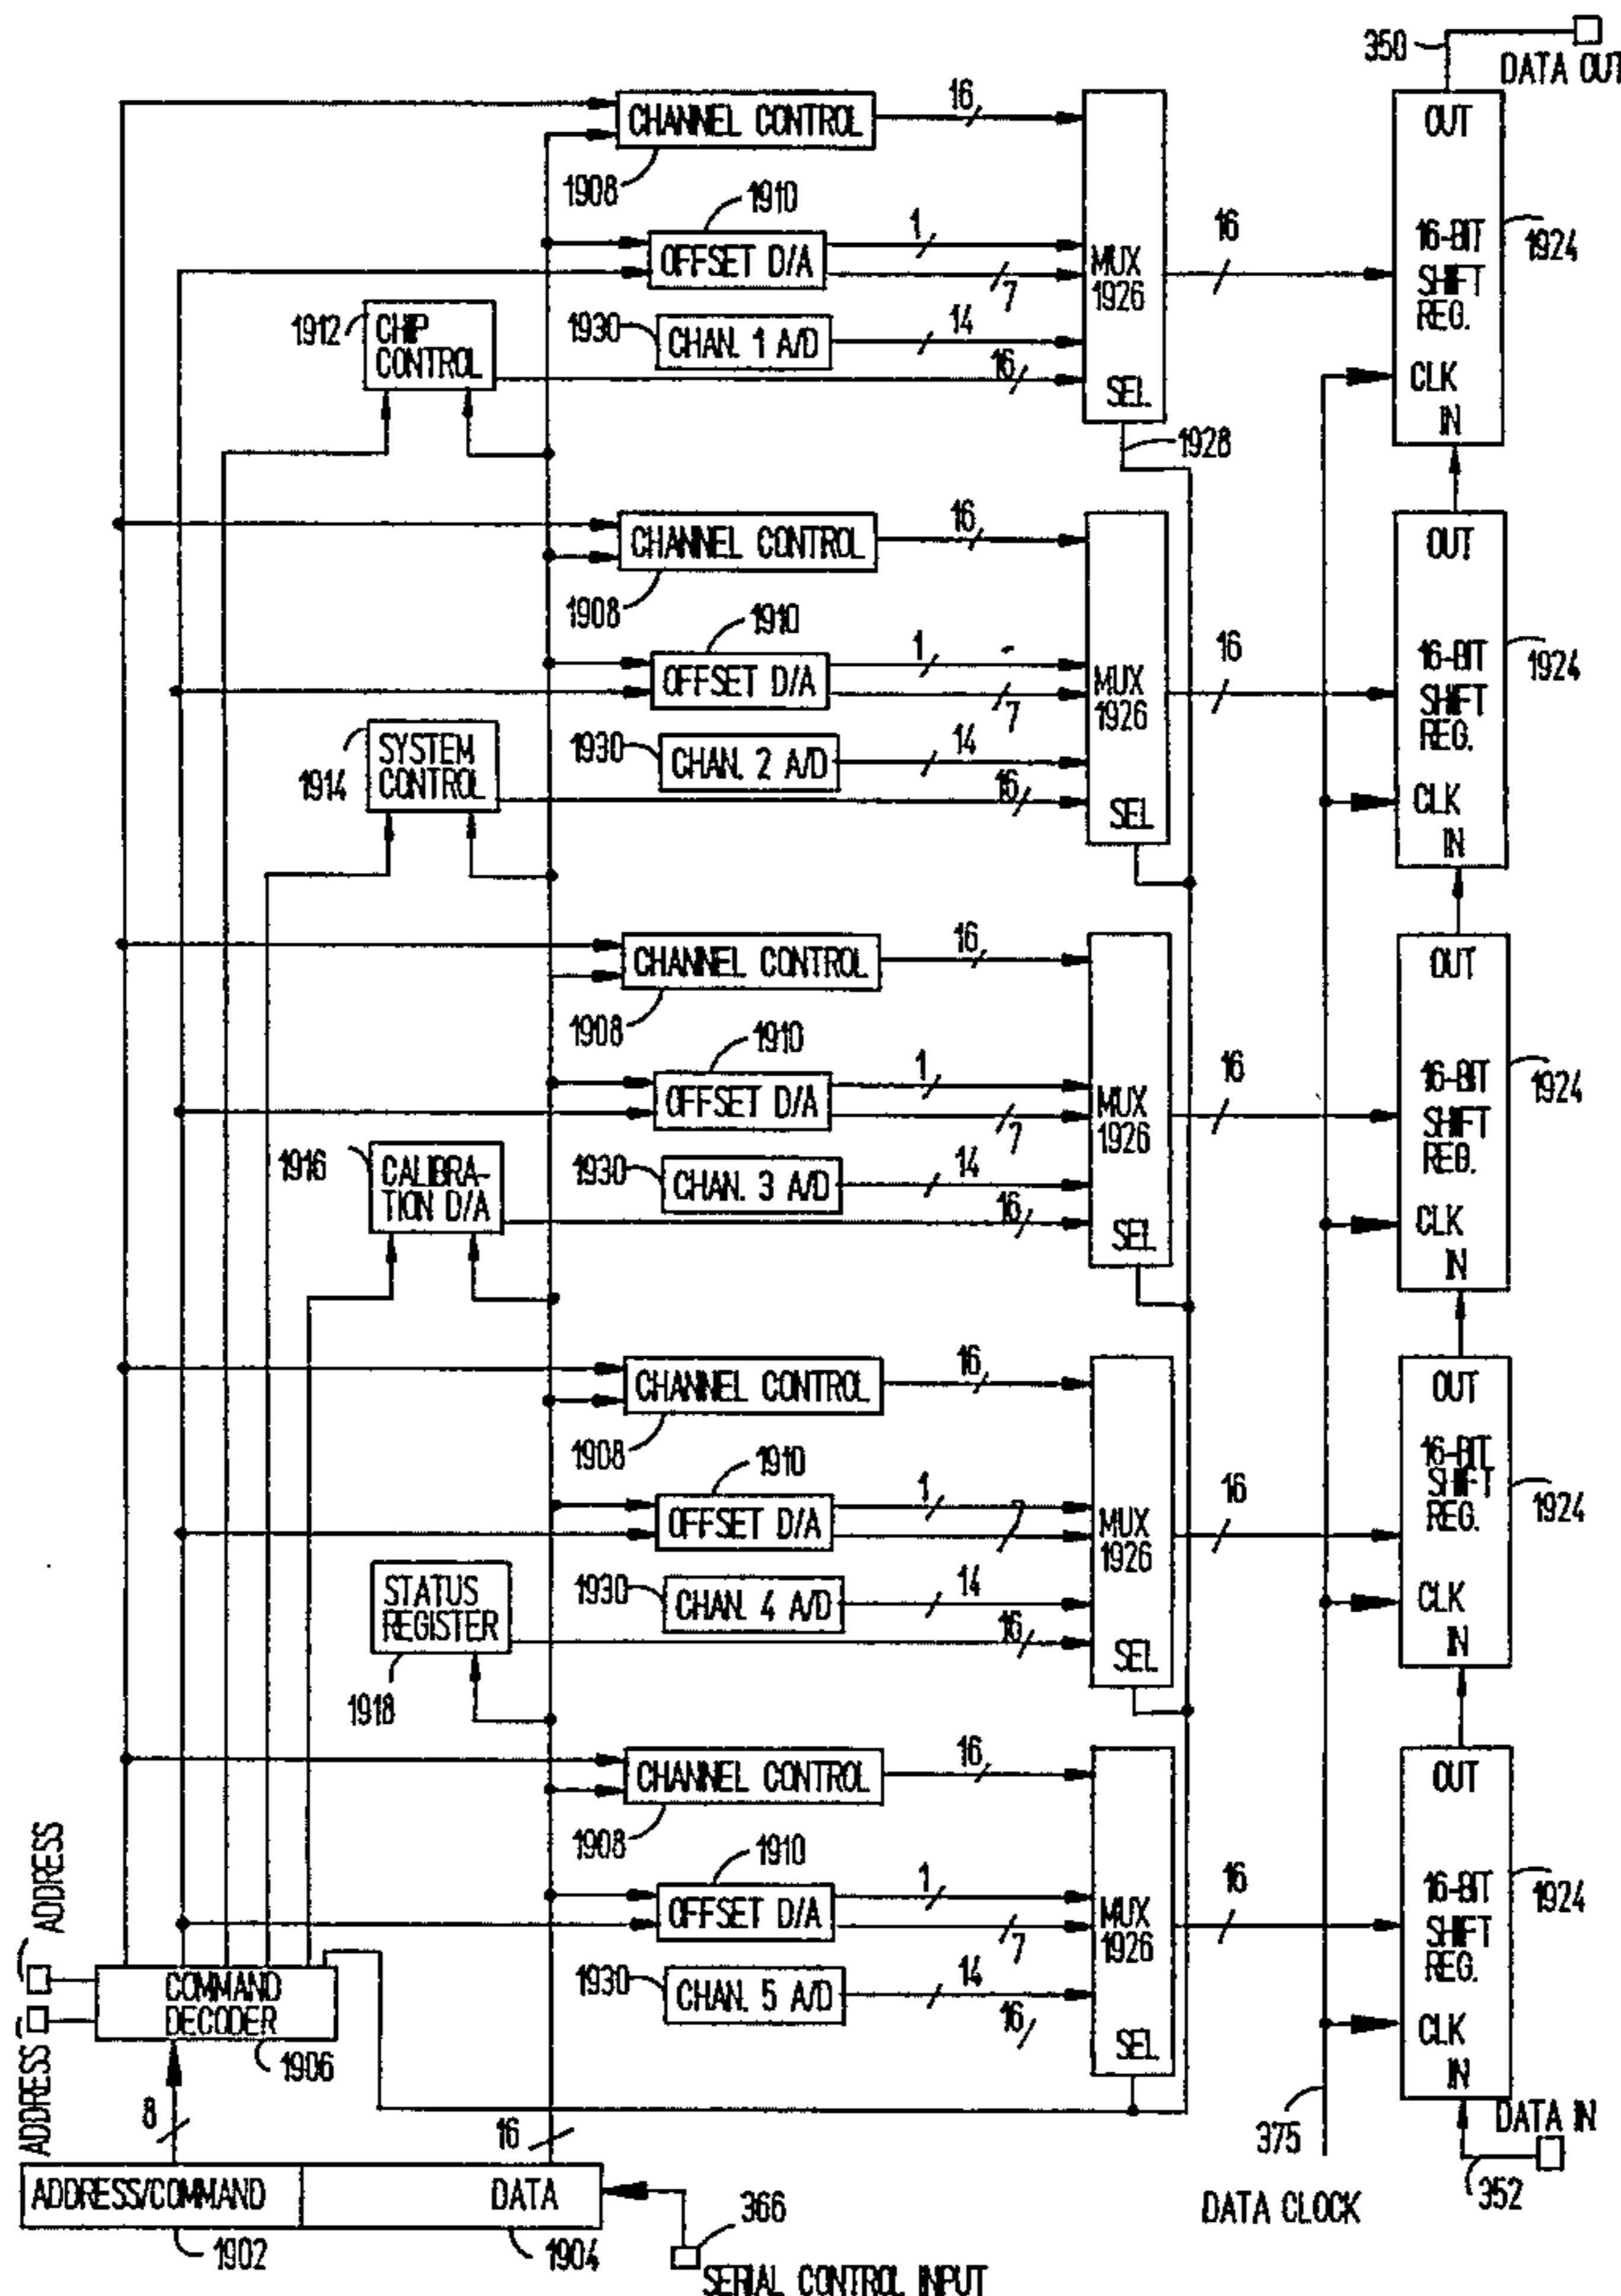 350
DATA OUT
CHANNEL CONTROL
16
OUT
1908
1910
1
OFFSET D/A
7
MUX
1926
16
16-BIT
SHIFT
REG.
1924
1912
CHIP
CONTROL
1930
CHAN. 1 A/D
14
16
SEL
CLK
IN
1928
CHANNEL CONTROL
16
OUT
1908
1910
1
OFFSET D/A
7
MUX
1926
16
16-BIT
SHIFT
REG.
1924
1914
SYSTEM
CONTROL
1930
CHAN. 2 A/D
14
16
SEL
CLK
IN
CHANNEL CONTROL
16
OUT
1908
1910
1
OFFSET D/A
7
MUX
1926
16
16-BIT
SHIFT
REG.
1924
1916
CALIBRA-
TION D/A
1930
CHAN. 3 A/D
14
16
SEL
CLK
IN
CHANNEL CONTROL
16
OUT
1908
1910
1
OFFSET D/A
7
MUX
1926
16
16-BIT
SHIFT
REG.
1924
STATUS
REGISTER
1918
1930
CHAN. 4 A/D
14
16
SEL
CLK
IN
CHANNEL CONTROL
16
OUT
1908
1910
1
OFFSET D/A
7
MUX
1926
16
16-BIT
SHIFT
REG.
1924
1930
CHAN. 5 A/D
14
16
SEL
CLK
IN
ADDRESS
ADDRESS
COMMAND
DECODER
1906
8
16
375
DATA IN
352
ADDRESS/COMMAND
DATA
1902
1904
366
SERIAL CONTROL INPUT
DATA CLOCK